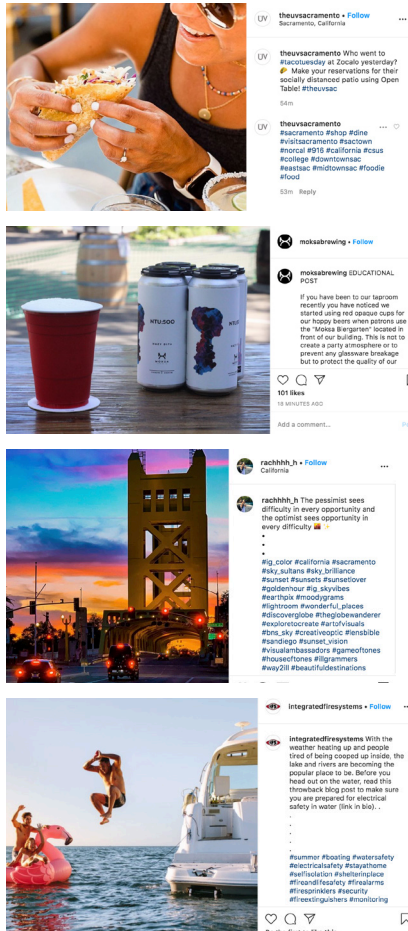 theuvsacramento • Follow
Sacramento, California
theuvsacramento Who went to
#tacotuesday at Zocalo yesterday?
🌮 Make your reservations for their
socially distanced patio using Open
Table! #theuvsac
54m
theuvsacramento
#sacramento #shop #dine
#visitsacramento #sactown
#norcal #916 #california #csus
#college #downtownsac
#eastsac #midtownsac #foodie
#food
53m Reply
moksabrewing • Follow
moksabrewing EDUCATIONAL
POST
If you have been to our taproom
recently you have noticed we
started using red opaque cups for
our hoppy beers when patrons use
the "Moksa Biergarten" located in
front of our building. This is not to
create a party atmosphere or to
prevent any glassware breakage
but to protect the quality of our
101 likes
18 MINUTES AGO
Add a comment...
NTU:500
MOKSA
NTU:500
rachhhh_h • Follow
California
rachhhh_h The pessimist sees
difficulty in every opportunity and
the optimist sees opportunity in
every difficulty 🌇 ✨
•
•
•
#ig_color #california #sacramento
#sky_sultans #sky_brilliance
#sunset #sunsets #sunsetlover
#goldenhour #ig_skyvibes
#earthpix #moodygrams
#lightroom #wonderful_places
#discoverglobe #theglobewanderer
#exploretocreate #artofvisuals
#bns_sky #creativeoptic #lensbible
#sandiego #sunset_vision
#visualambassadors #gameoftones
#houseoftones #illgrammers
#way2ill #beautifuldestinations
integratedfiresystems • Follow
integratedfiresystems With the
weather heating up and people
tired of being cooped up inside, the
lake and rivers are becoming the
popular place to be. Before you
head out on the water, read this
throwback blog post to make sure
you are prepared for electrical
safety in water (link in bio). .
.
.
.
.
.
#summer #boating #watersafety
#electricalsafety #stayathome
#selfisolation #shelterinplace
#fireandlifesafety #firealarms
#firesprinklers #security
#fireextinguishers #monitoring